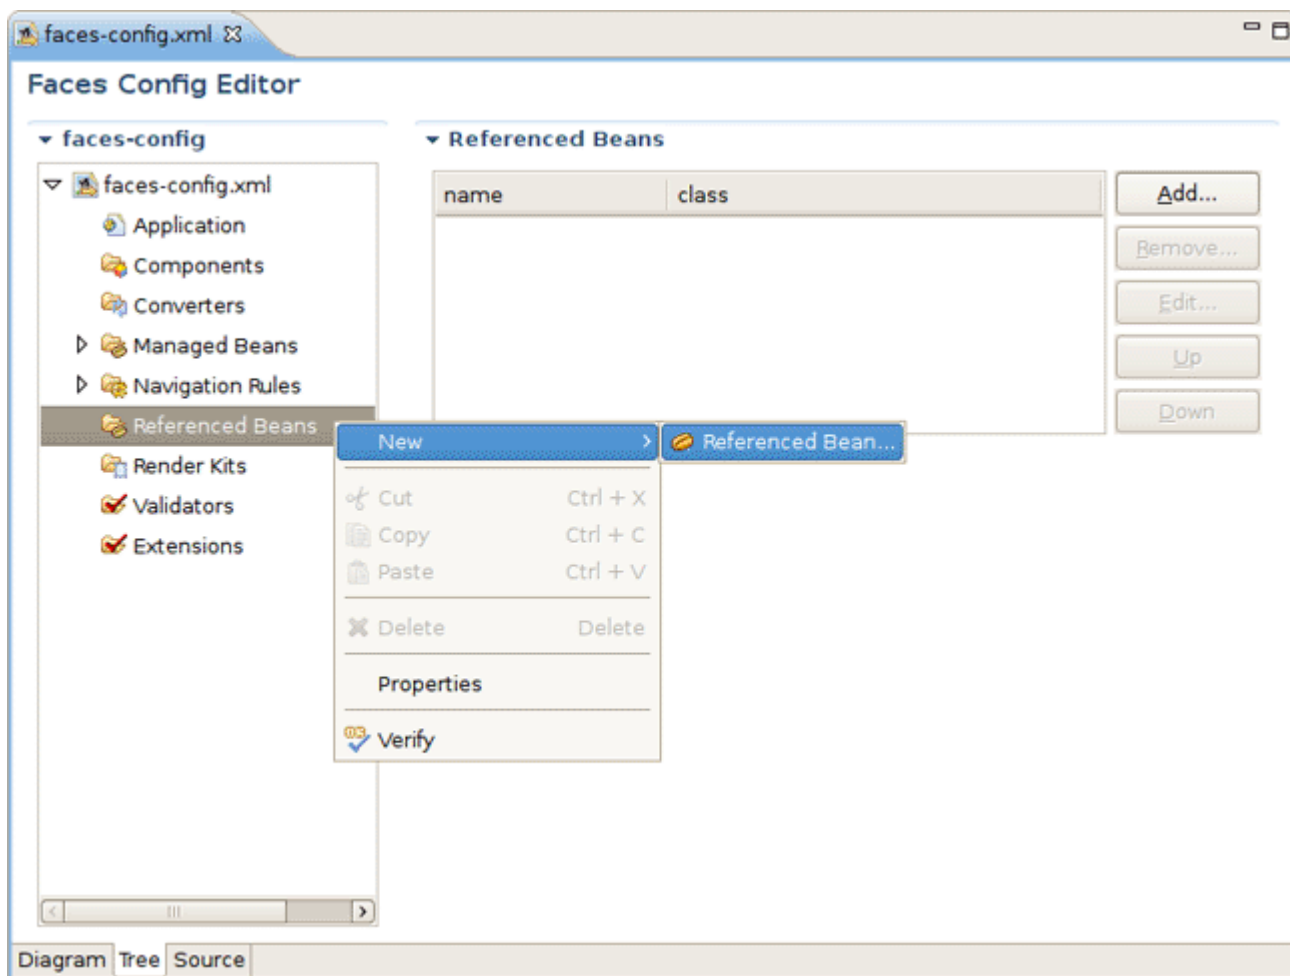 faces-config.xml
Faces Config Editor
faces-config
faces-config.xml
Application
Components
Converters
Managed Beans
Navigation Rules
Referenced Beans
Render Kits
Validators
Extensions
Referenced Beans
name class
Add...
Remove...
Edit...
Up
Down
New
Referenced Bean...
Cut Ctrl + X
Copy Ctrl + C
Paste Ctrl + V
Delete Delete
Properties
Verify
Diagram Tree Source